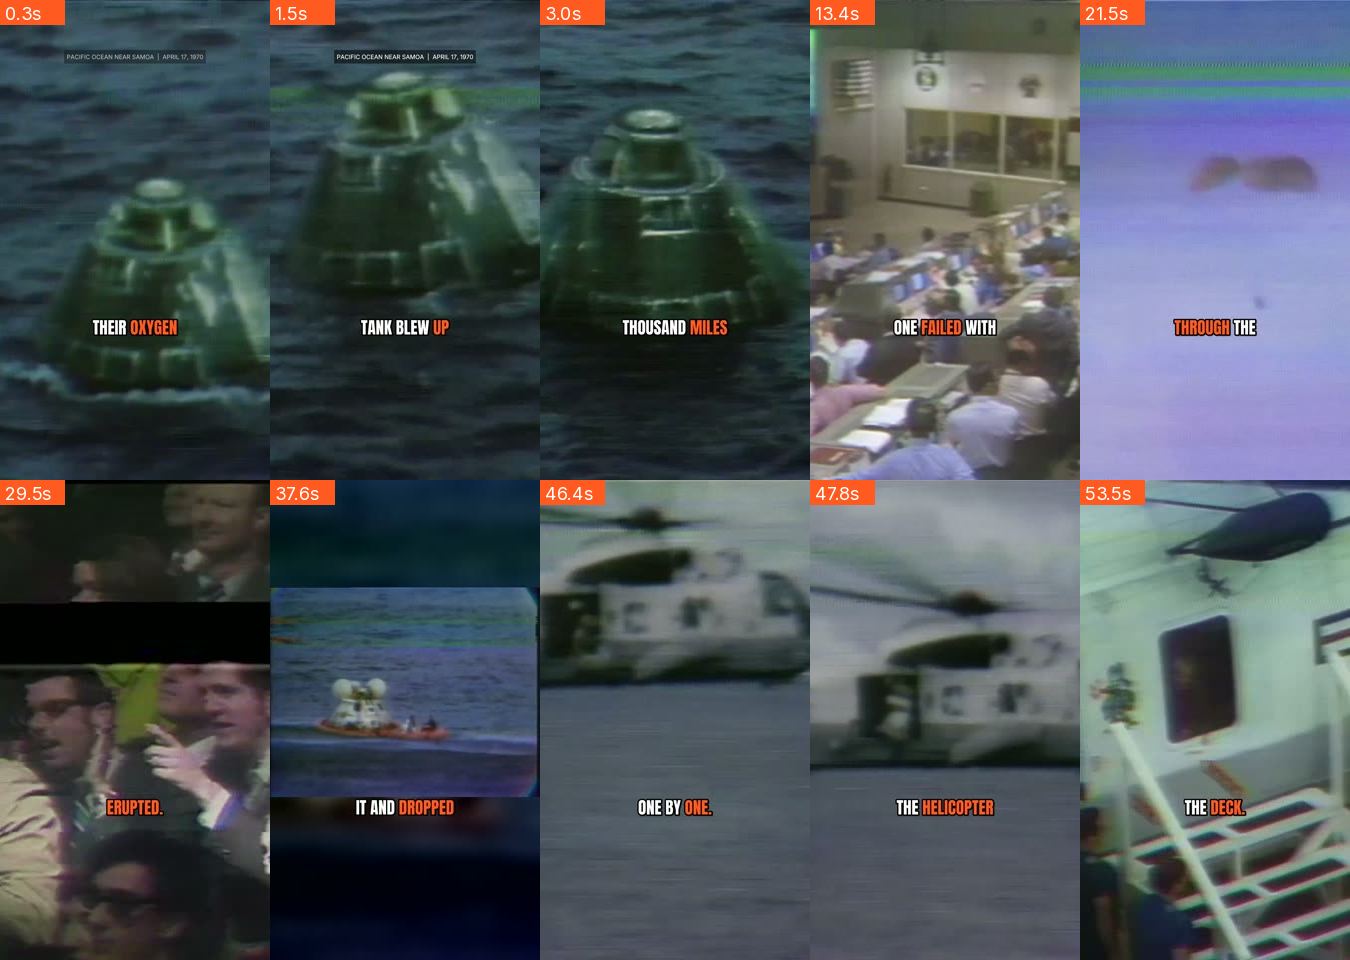 0.3s
PACIFIC OCEAN NEAR SAMOA | APRIL 17, 1970
THEIR OXYGEN
1.5s
PACIFIC OCEAN NEAR SAMOA | APRIL 17, 1970
TANK BLEW UP
3.0s
THOUSAND MILES
13.4s
ONE FAILED WITH
21.5s
THROUGH THE
29.5s
ERUPTED.
37.6s
IT AND DROPPED
46.4s
ONE BY ONE.
47.8s
THE HELICOPTER
53.5s
THE DECK.